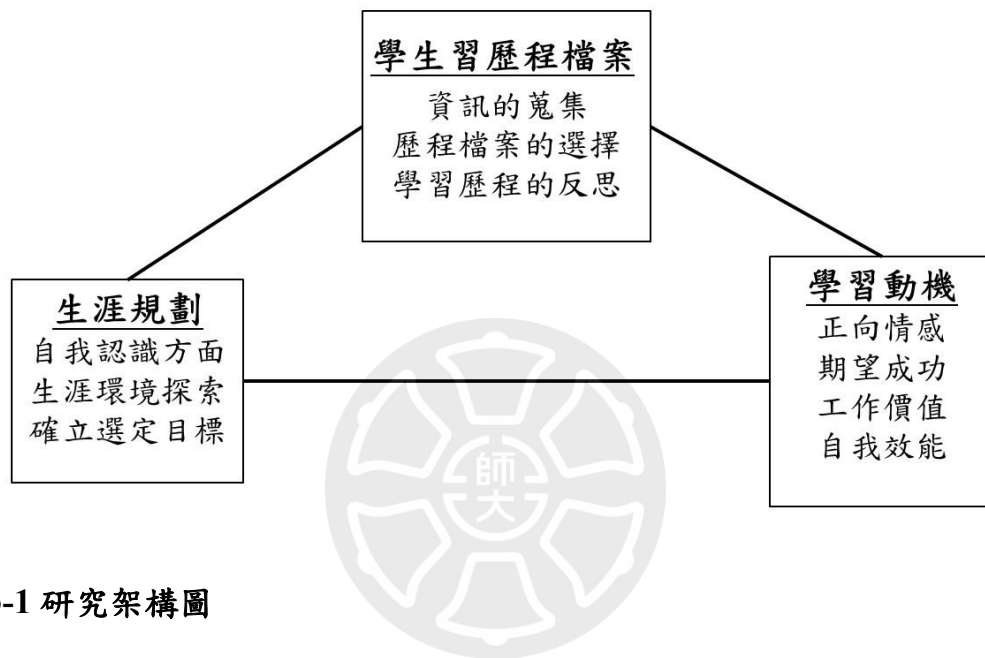 學生習歷程檔案
資訊的蒐集
歷程檔案的選擇
學習歷程的反思
生涯規劃
自我認識方面
生涯環境探索
確立選定目標
學習動機
正向情感
期望成功
工作價值
自我效能
師大
-1 研究架構圖